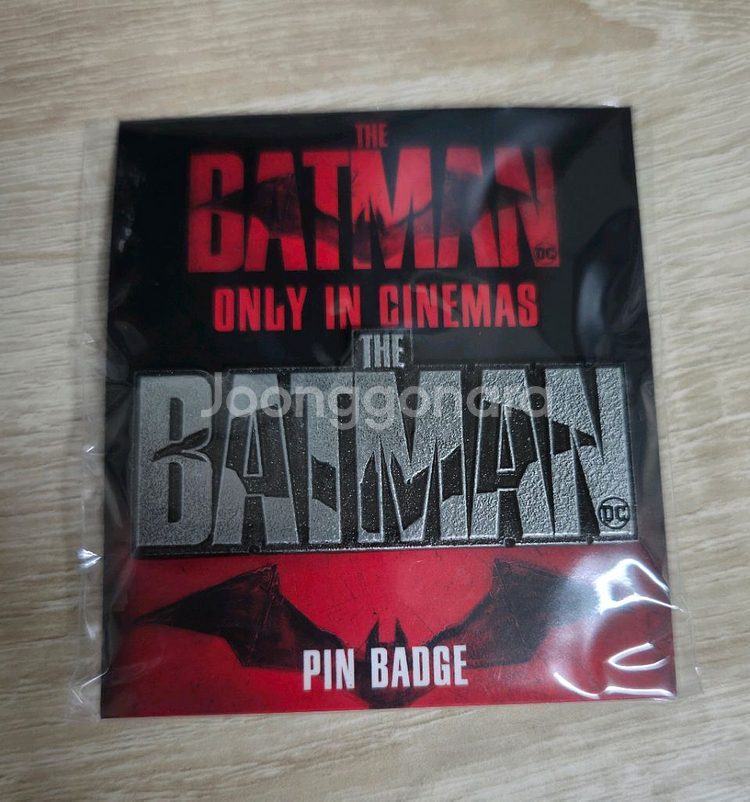 THE
BATMAN
DC
ONLY IN CINEMAS
THE
BATMAN
Joonggonara
DC
PIN BADGE